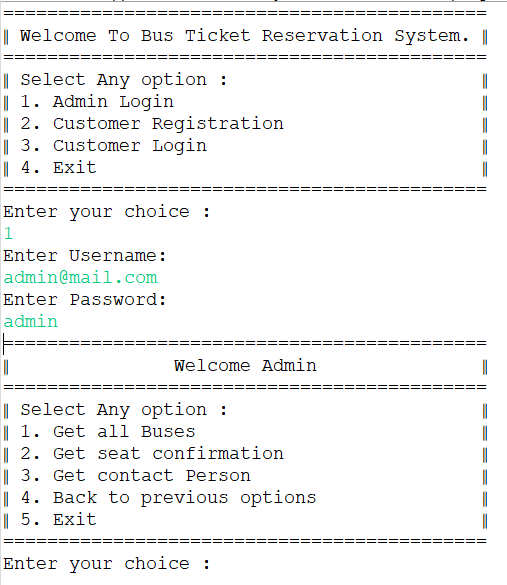 ==============================================
|| Welcome To Bus Ticket Reservation System. ||
==============================================
|| Select Any option :                       ||
|| 1. Admin Login                            ||
|| 2. Customer Registration                  ||
|| 3. Customer Login                         ||
|| 4. Exit                                   ||
==============================================
Enter your choice :
1
Enter Username:
admin@mail.com
Enter Password:
admin
==============================================
||               Welcome Admin               ||
==============================================
|| Select Any option :                       ||
|| 1. Get all Buses                          ||
|| 2. Get seat confirmation                  ||
|| 3. Get contact Person                     ||
|| 4. Back to previous options               ||
|| 5. Exit                                   ||
==============================================
Enter your choice :